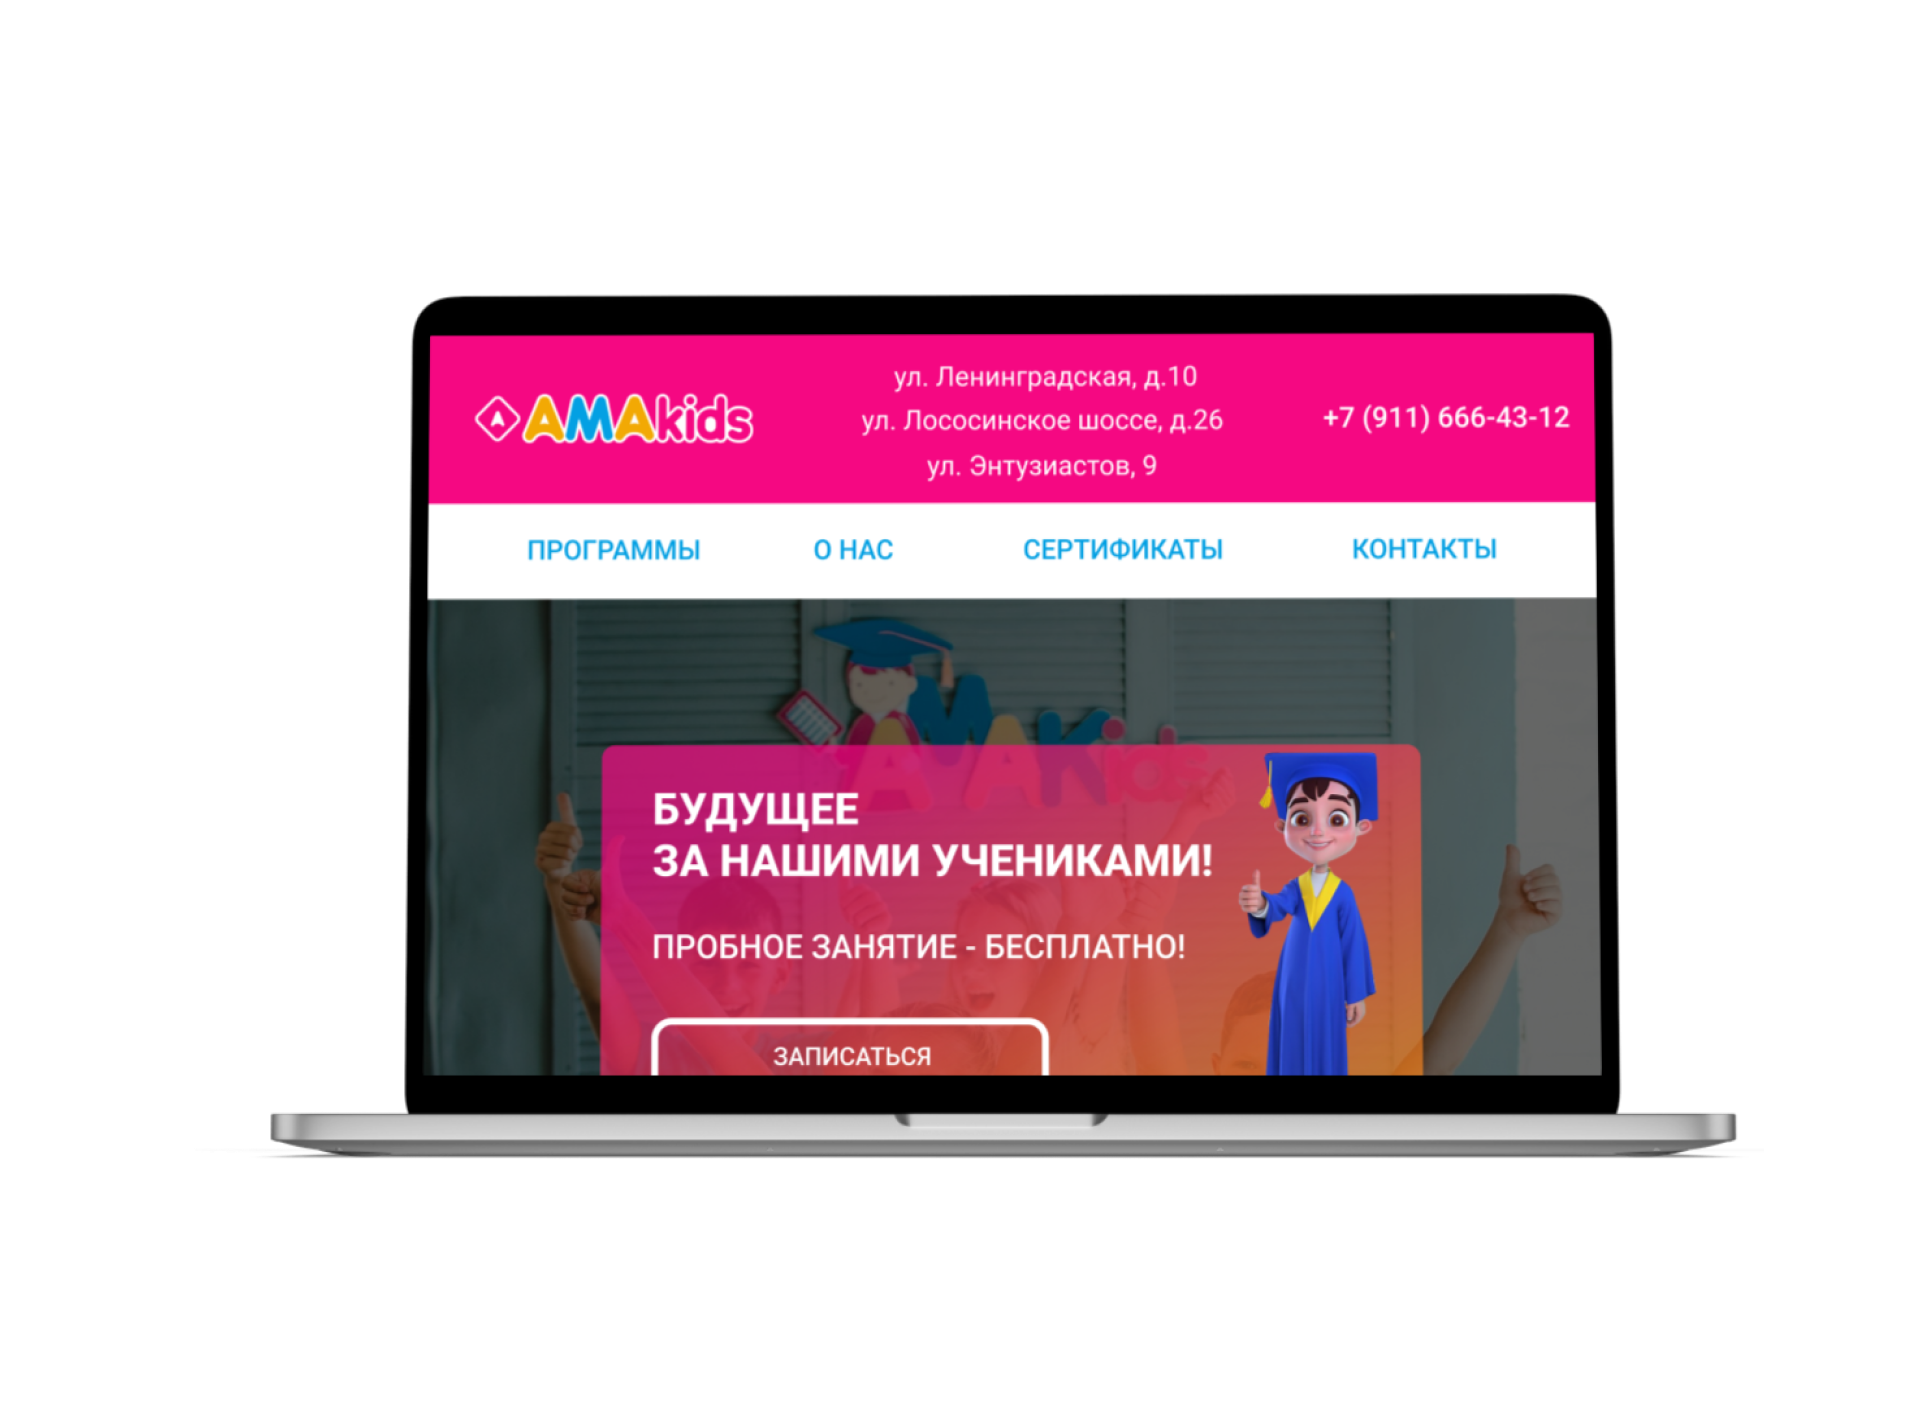 A AMAkids
ул. Ленинградская, д.10
ул. Лососинское шоссе, д.26
ул. Энтузиастов, 9
+7 (911) 666-43-12
ПРОГРАММЫ О НАС СЕРТИФИКАТЫ КОНТАКТЫ
AMAKids
БУДУЩЕЕ
ЗА НАШИМИ УЧЕНИКАМИ!
ПРОБНОЕ ЗАНЯТИЕ - БЕСПЛАТНО!
ЗАПИСАТЬСЯ